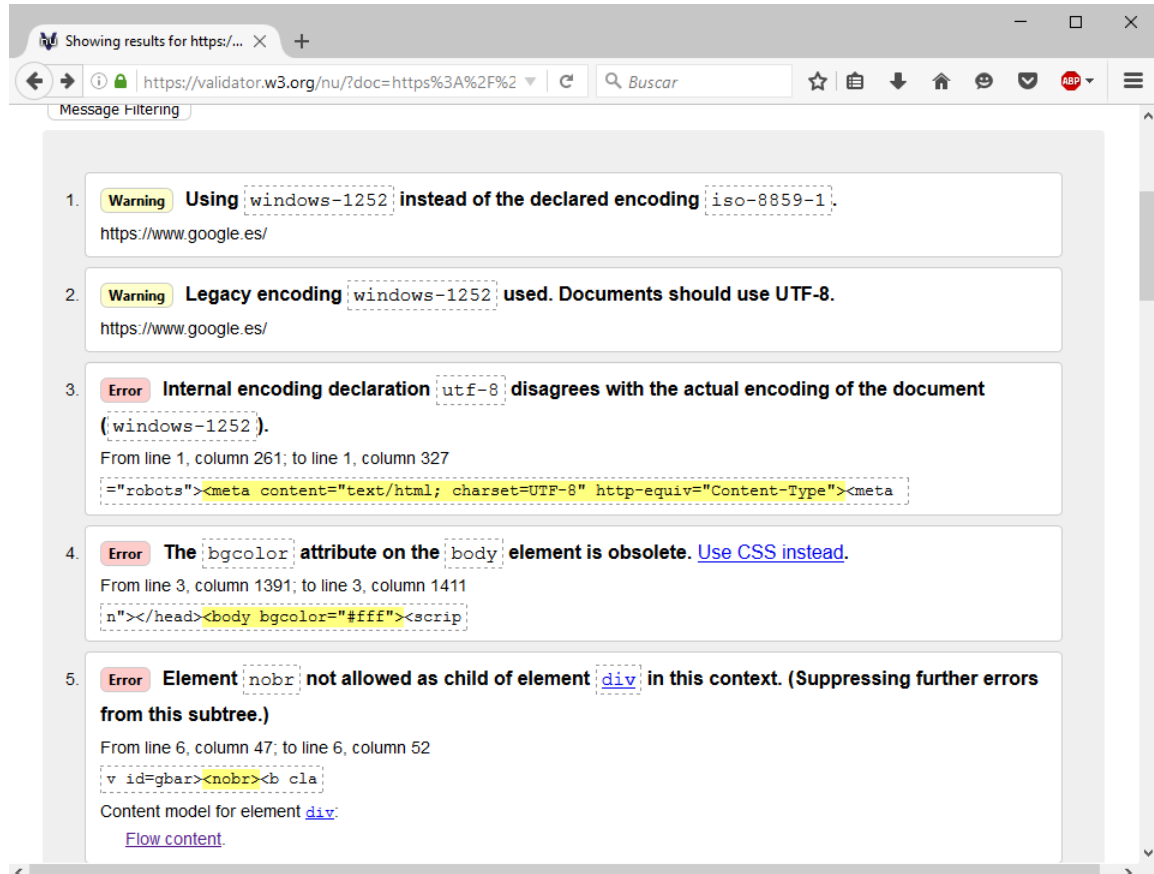 Showing results for https:/...
https://validator.w3.org/nu/?doc=https%3A%2F%2
Buscar
ABP
Message Filtering
1. Warning Using windows-1252 instead of the declared encoding iso-8859-1.
https://www.google.es/
2. Warning Legacy encoding windows-1252 used. Documents should use UTF-8.
https://www.google.es/
3. Error Internal encoding declaration utf-8 disagrees with the actual encoding of the document
(windows-1252).
From line 1, column 261; to line 1, column 327
="robots"><meta content="text/html; charset=UTF-8" http-equiv="Content-Type"><meta
4. Error The bgcolor attribute on the body element is obsolete. Use CSS instead.
From line 3, column 1391; to line 3, column 1411
n"></head><body bgcolor="#fff"><scrip
5. Error Element nobr not allowed as child of element div in this context. (Suppressing further errors
from this subtree.)
From line 6, column 47; to line 6, column 52
v id=gbar><nobr><b cla
Content model for element div:
Flow content.